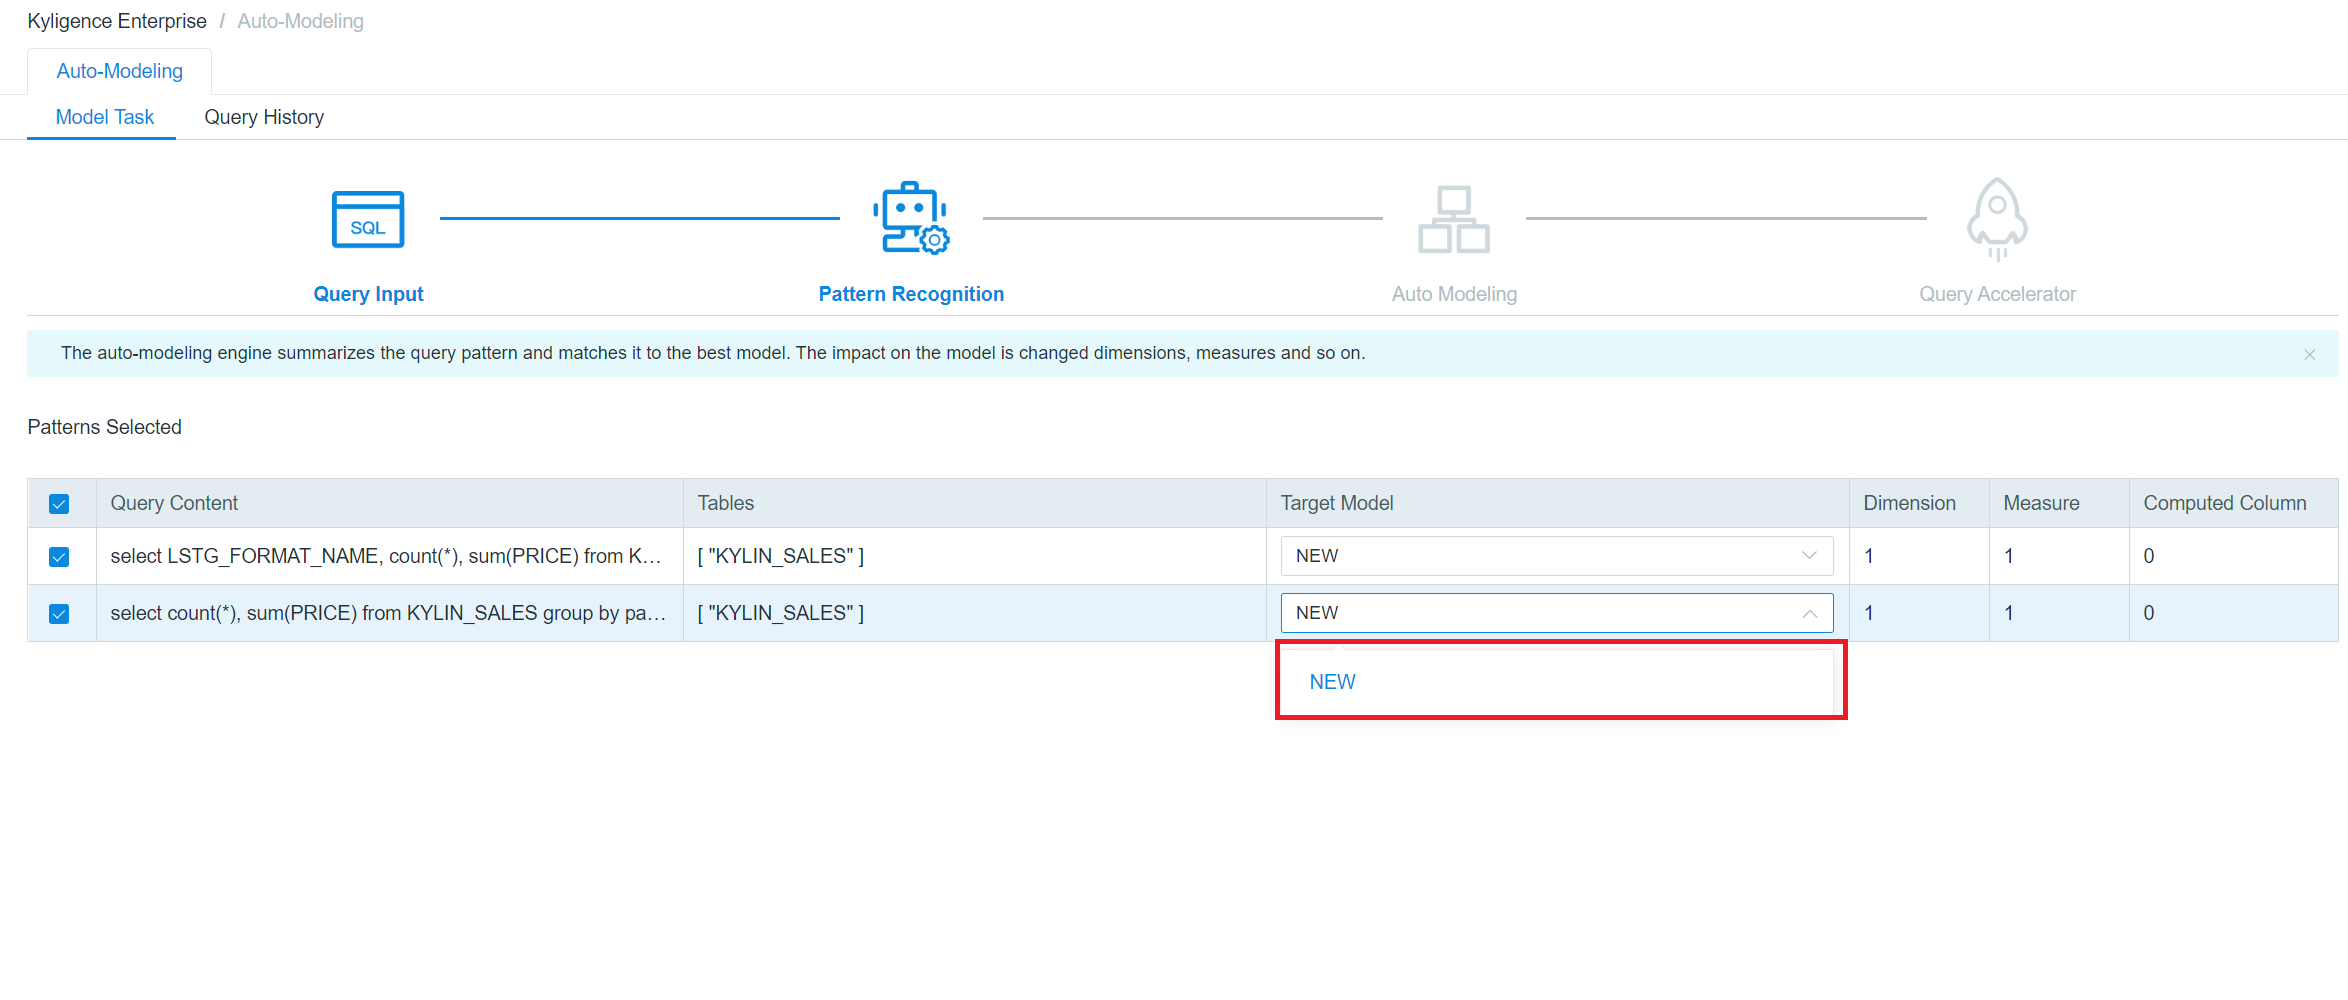 Kyligence Enterprise / Auto-Modeling
Auto-Modeling
Model Task Query History
SQL
Query Input Pattern Recognition Auto Modeling Query Accelerator
The auto-modeling engine summarizes the query pattern and matches it to the best model. The impact on the model is changed dimensions, measures and so on.
Patterns Selected
Query Content Tables Target Model Dimension Measure Computed Column
select LSTG_FORMAT_NAME, count(*), sum(PRICE) from K... [ "KYLIN_SALES" ] NEW 1 1 0
select count(*), sum(PRICE) from KYLIN_SALES group by pa... [ "KYLIN_SALES" ] NEW 1 1 0
NEW